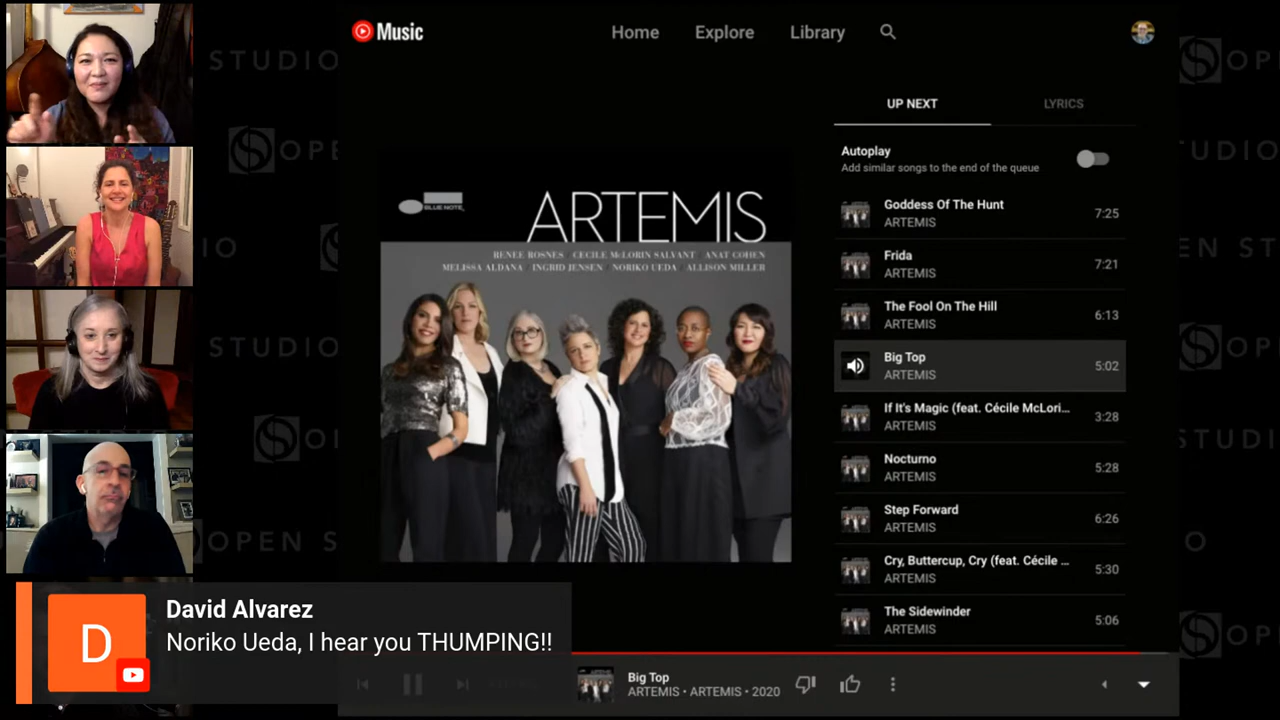 Music
Home
Explore
Library
UP NEXT
LYRICS
Autoplay
Add similar songs to the end of the queue
BLUE NOTE
ARTEMIS
RENEE ROSNES / CECILE McLORIN SALVANT / ANAT COHEN
MELISSA ALDANA / INGRID JENSEN / NORIKO UEDA / ALLISON MILLER
Goddess Of The Hunt
ARTEMIS
7:25
Frida
ARTEMIS
7:21
The Fool On The Hill
ARTEMIS
6:13
Big Top
ARTEMIS
5:02
If It's Magic (feat. Cécile McLori...
ARTEMIS
3:28
Nocturno
ARTEMIS
5:28
Step Forward
ARTEMIS
6:26
Cry, Buttercup, Cry (feat. Cécile ...
ARTEMIS
5:30
The Sidewinder
ARTEMIS
5:06
D
David Alvarez
Noriko Ueda, I hear you THUMPING!!
Big Top
ARTEMIS • ARTEMIS • 2020
STUDIO
OPEN
STUDIO
OPEN STUDIO